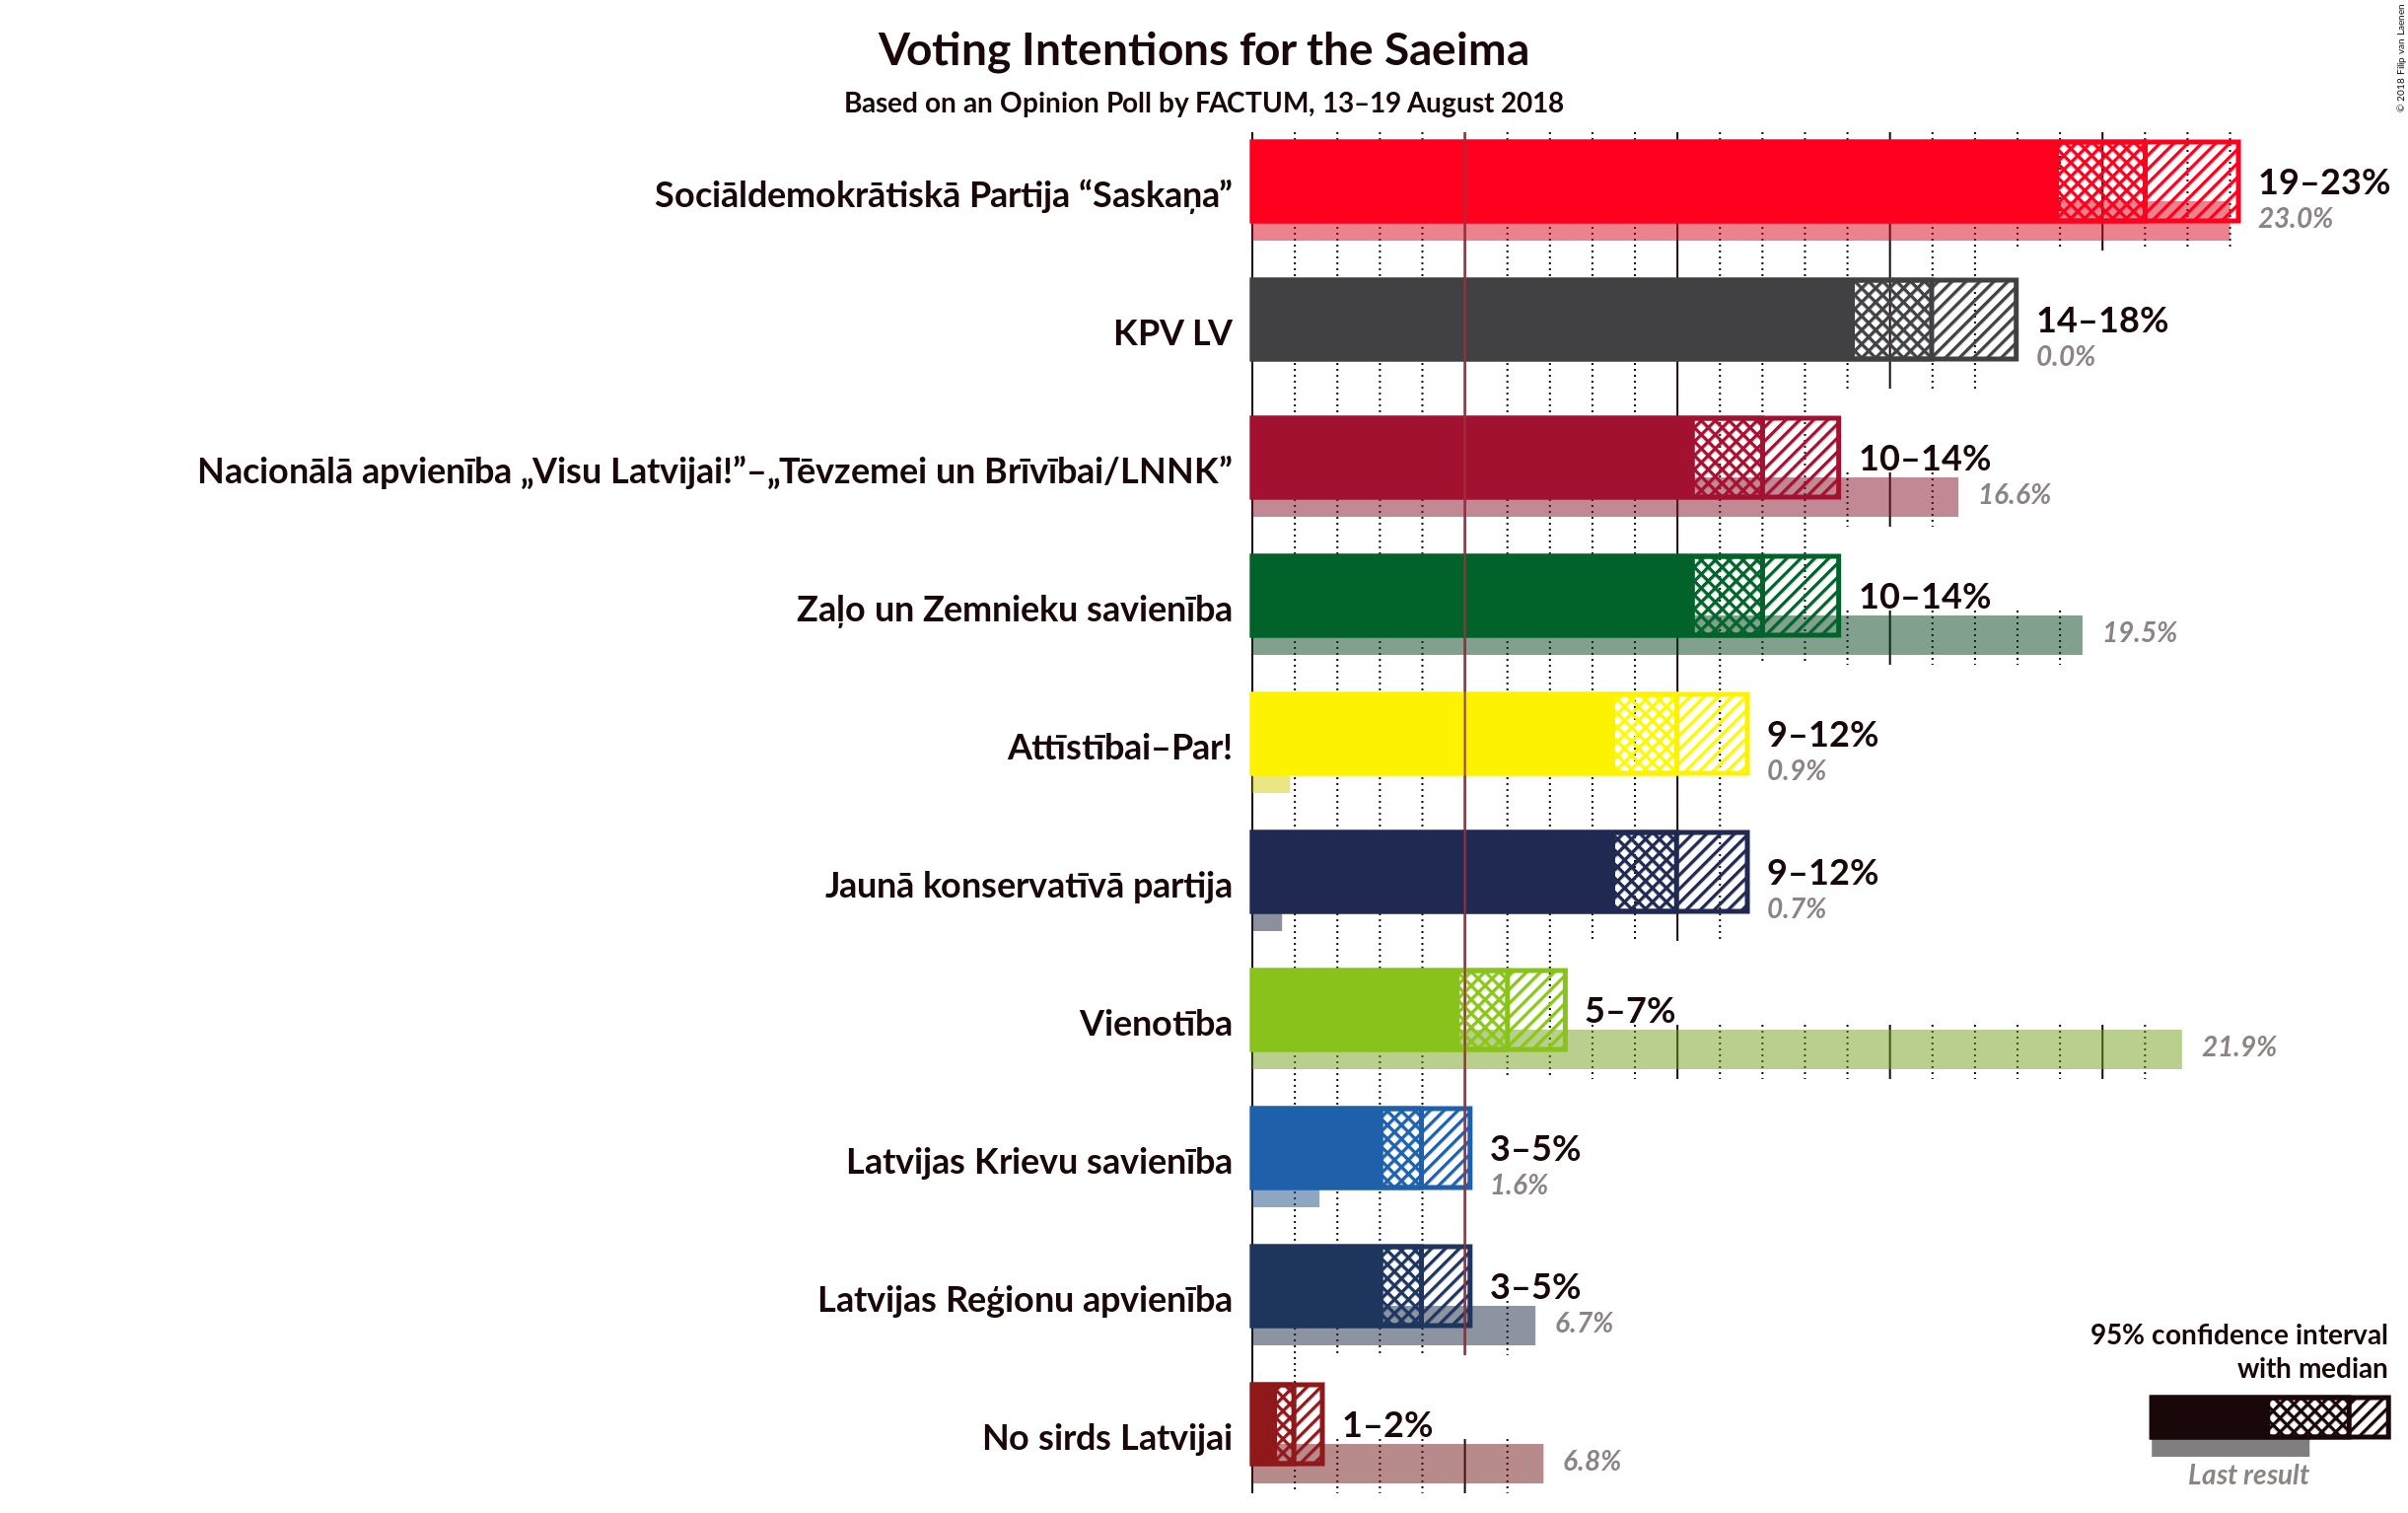 Voting Intentions for the Saeima
Based on an Opinion Poll by FACTUM, 13–19 August 2018
© 2018 Filip van Laenen
Sociāldemokrātiskā Partija “Saskaņa”
19–23%
23.0%
KPV LV
14–18%
0.0%
Nacionālā apvienība „Visu Latvijai!”–„Tēvzemei un Brīvībai/LNNK”
10–14%
16.6%
Zaļo un Zemnieku savienība
10–14%
19.5%
Attīstībai–Par!
9–12%
0.9%
Jaunā konservatīvā partija
9–12%
0.7%
Vienotība
5–7%
21.9%
Latvijas Krievu savienība
3–5%
1.6%
Latvijas Reģionu apvienība
3–5%
6.7%
No sirds Latvijai
1–2%
6.8%
95% confidence interval
with median
Last result